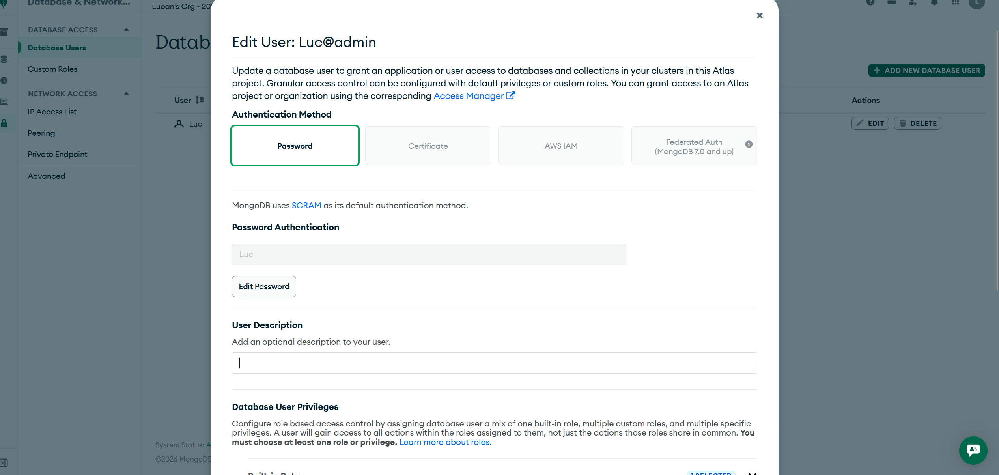 Database & Network...
Lucan's Org - 20
DATABASE ACCESS
Database Users
Custom Roles
NETWORK ACCESS
IP Access List
Peering
Private Endpoint
Advanced
Datab
User
Luc
ADD NEW DATABASE USER
Actions
EDIT
DELETE
System Status: A
©2026 MongoDB
L
Edit User: Luc@admin
Update a database user to grant an application or user access to databases and collections in your clusters in this Atlas
project. Granular access control can be configured with default privileges or custom roles. You can grant access to an Atlas
project or organization using the corresponding Access Manager
Authentication Method
Password
Certificate
AWS IAM
Federated Auth
(MongoDB 7.0 and up)
MongoDB uses SCRAM as its default authentication method.
Password Authentication
Luc
Edit Password
User Description
Add an optional description to your user.
Database User Privileges
Configure role based access control by assigning database user a mix of one built-in role, multiple custom roles, and multiple specific
privileges. A user will gain access to all actions within the roles assigned to them, not just the actions those roles share in common. You
must choose at least one role or privilege. Learn more about roles.
Built-in Role
1 SELECTED